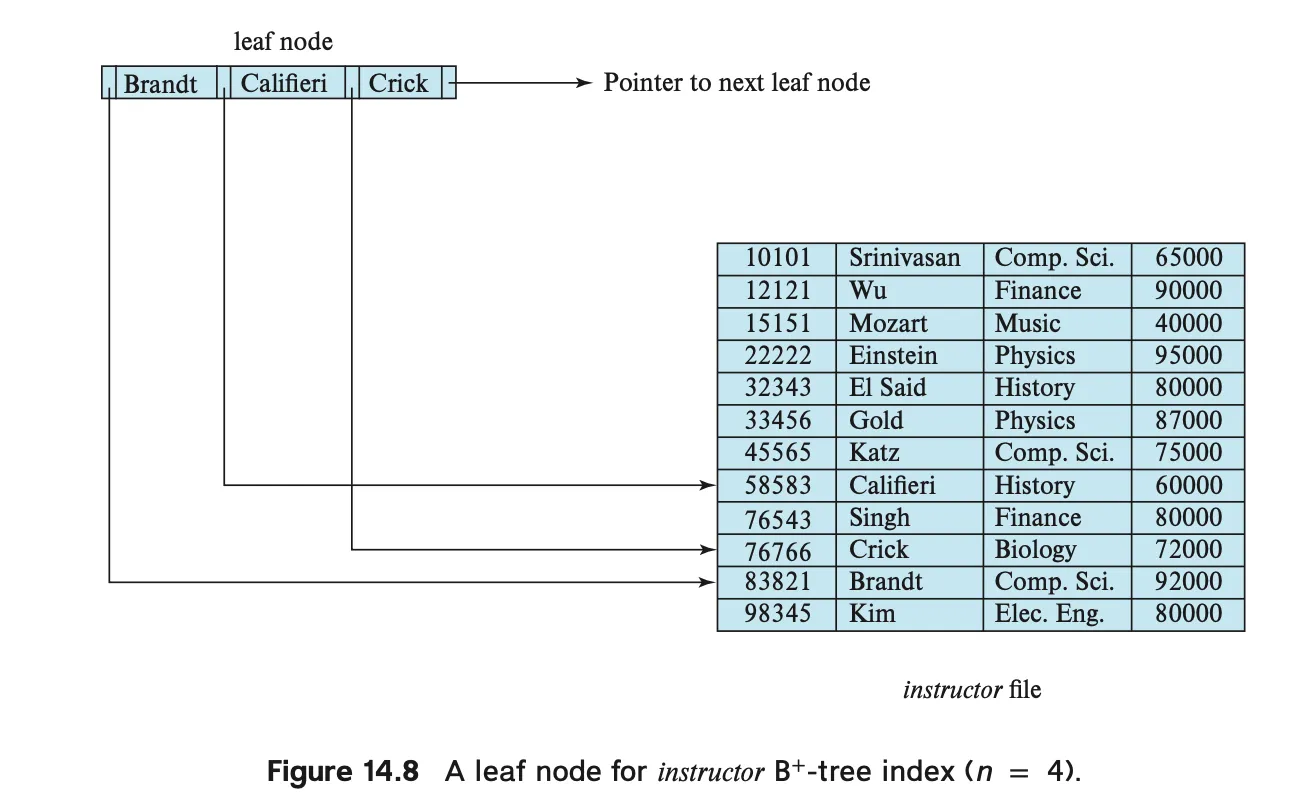 leaf node
Brandt Califieri Crick Pointer to next leaf node
10101 Srinivasan Comp. Sci. 65000
12121 Wu Finance 90000
15151 Mozart Music 40000
22222 Einstein Physics 95000
32343 El Said History 80000
33456 Gold Physics 87000
45565 Katz Comp. Sci. 75000
58583 Califieri History 60000
76543 Singh Finance 80000
76766 Crick Biology 72000
83821 Brandt Comp. Sci. 92000
98345 Kim Elec. Eng. 80000
instructor file
Figure 14.8 A leaf node for instructor B⁺-tree index (n = 4).